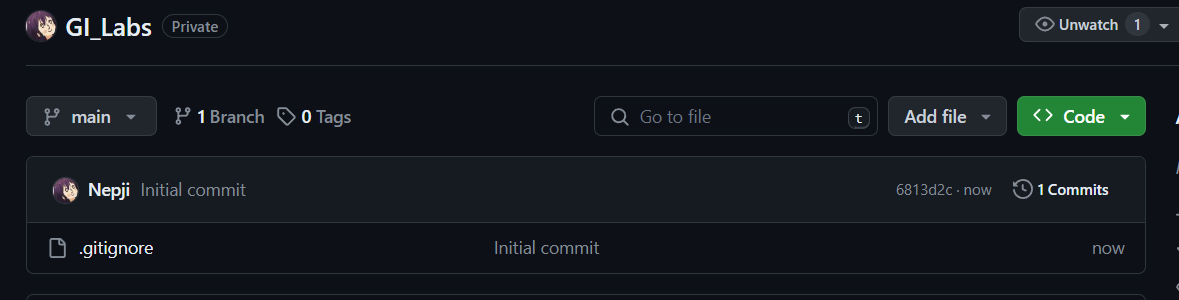 GI_Labs Private
Unwatch 1
main 1 Branch 0 Tags
Go to file t
Add file
Code
Nepji Initial commit 6813d2c · now 1 Commits
.gitignore Initial commit now